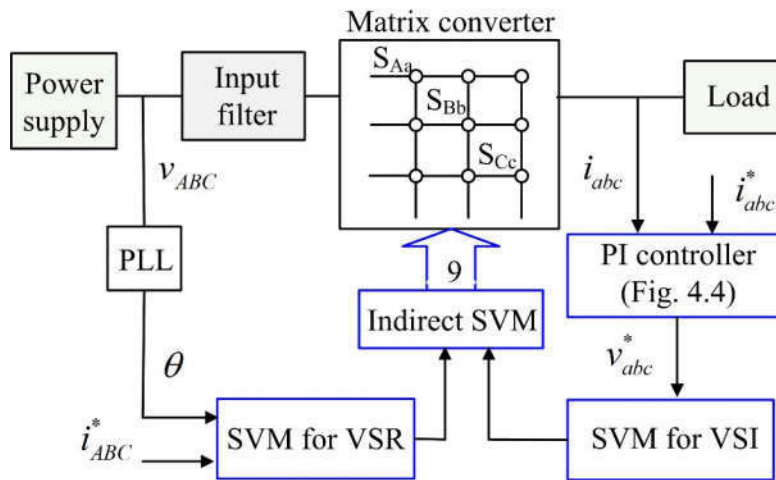 Matrix converter
Power
supply
Input
filter
S_Aa
S_Bb
S_Cc
Load
v_ABC
i_abc
i*_abc
PLL
9
PI controller
(Fig. 4.4)
Indirect SVM
θ
v*_abc
i*_ABC
SVM for VSR
SVM for VSI